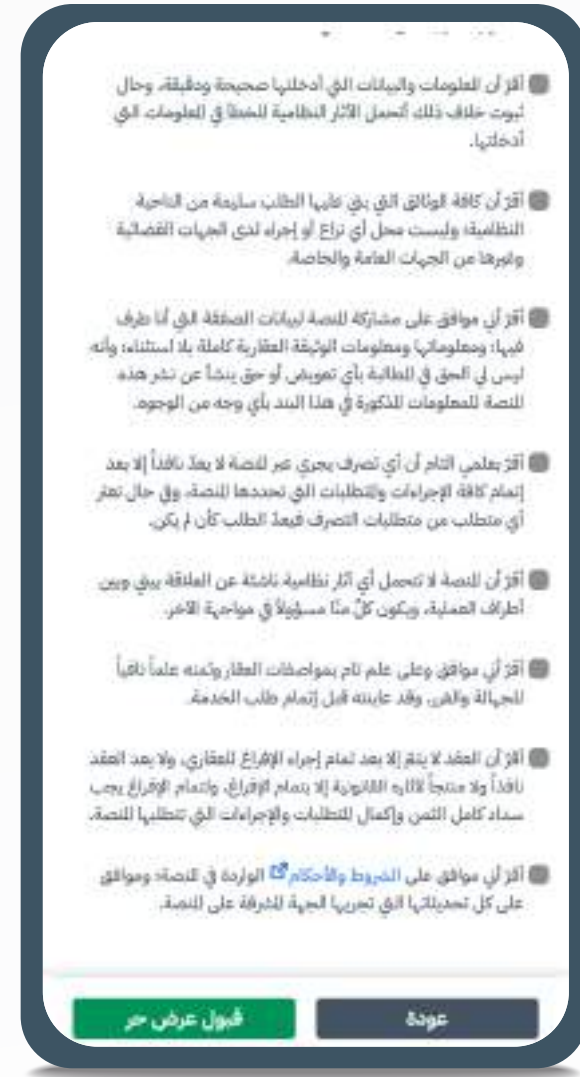 أقرّ أن المعلومات والبيانات التي أدخلتها صحيحة ودقيقة، وحال
ثبوت خلاف ذلك أتحمل الآثار النظامية للخطأ في المعلومات التي
أدخلتها.
أقرّ أن كافة الوثائق التي بني عليها الطلب سليمة من الناحية
النظامية؛ وليست محل أي نزاع أو إجراء لدى الجهات القضائية
وغيرها من الجهات العامة والخاصة.
أقرّ أني موافق على مشاركة المنصة لبيانات الصفقة التي أنا طرف
فيها؛ ومعلوماتها ومعلومات الوثيقة العقارية كاملة بلا استثناء؛ وأنه
ليس لي الحق في المطالبة بأي تعويض أو حق ينشأ عن نشر هذه
المنصة للمعلومات المذكورة في هذا البند بأي وجه من الوجوه.
أقرّ بعلمي التام أن أي تصرف يجري عبر المنصة لا يعدّ نافذاً إلا بعد
إتمام كافة الإجراءات والمتطلبات التي تحددها المنصة، وفي حال تعثر
أي متطلب من متطلبات التصرف فيعدّ الطلب كأن لم يكن.
أقرّ أن المنصة لا تتحمل أي آثار نظامية ناشئة عن العلاقة بيني وبين
أطراف العملية، ويكون كلٌ منّا مسؤولاً في مواجهة الآخر.
أقرّ أني موافق وعلى علم تام بمواصفات العقار وثمنه علماً نافياً
للجهالة والغرر، وقد عاينته قبل إتمام طلب الخدمة.
أقرّ أن العقد لا يتمّ إلا بعد تمام إجراء الإفراغ العقاري، ولا يعد العقد
نافذاً ولا منتجاً لآثاره القانونية إلا بتمام الإفراغ، ولتمام الإفراغ يجب
سداد كامل الثمن وإكمال المتطلبات والإجراءات التي تتطلبها المنصة.
أقرّ أني موافق على الشروط والأحكام الواردة في المنصة؛ وموافق
على كل تحديثاتها التي تجريها الجهة المشرفة على المنصة.
عودة
قبول عرض حر